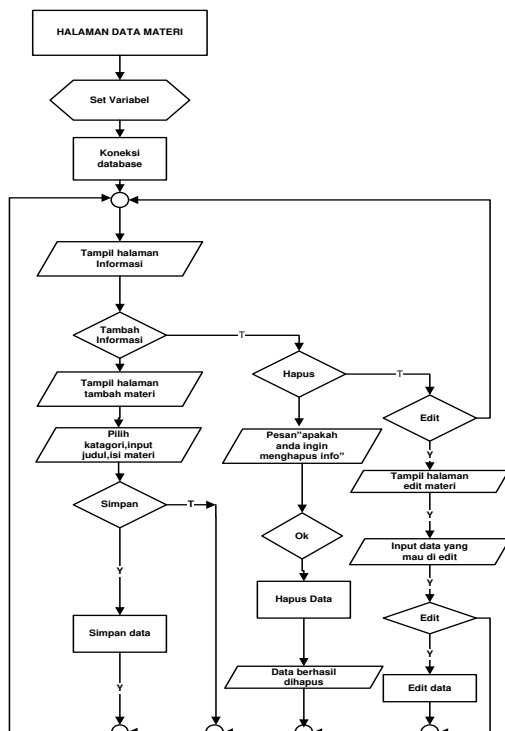 HALAMAN DATA MATERI
Set Variabel
Koneksi
database
Tampil halaman
Informasi
Tambah
Informasi
T
Hapus
T
Edit
Tampil halaman
tambah materi
Pilih
katagori,input
judul,isi materi
Pesan"apakah
anda ingin
menghapus info"
Y
Tampil halaman
edit materi
Y
Simpan
T
Ok
Input data yang
mau di edit
Y
Y
Hapus Data
Edit
Simpan data
Y
Y
Data berhasil
dihapus
Edit data